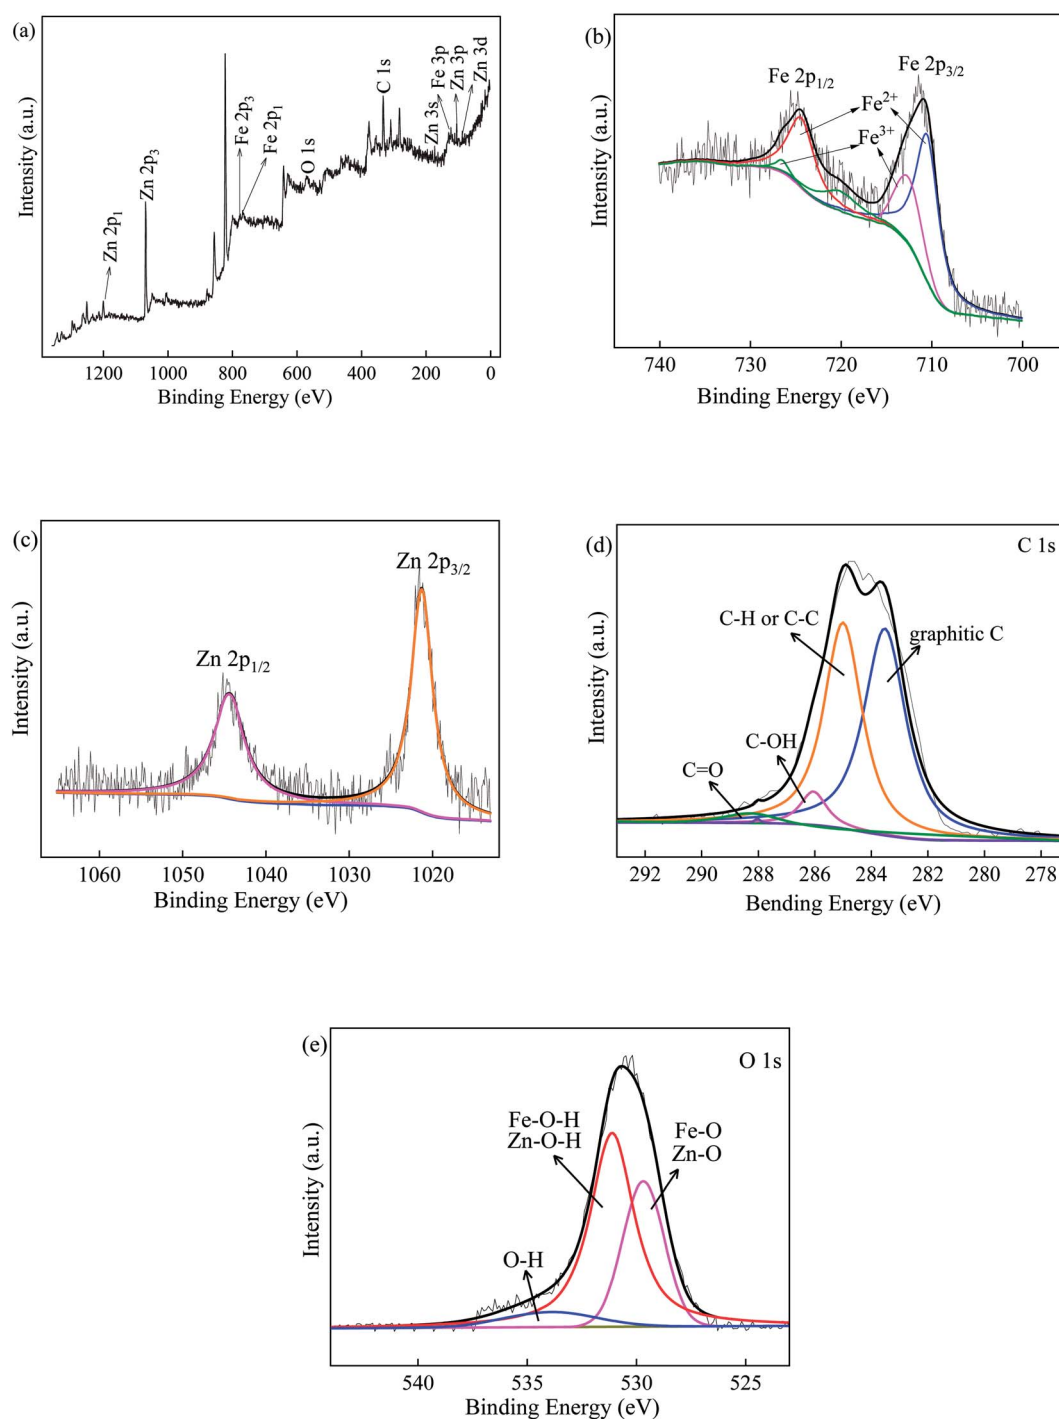 (a)
Intensity (a.u.)
Zn 2p1
Zn 2p3
Fe 2p3
Fe 2p1
O 1s
C 1s
Zn 3s
Fe 3p
Zn 3p
Zn 3d
1200 1000 800 600 400 200 0
Binding Energy (eV)
(b)
Intensity (a.u.)
Fe 2p1/2
Fe 2p3/2
Fe2+
Fe3+
740 730 720 710 700
Binding Energy (eV)
(c)
Intensity (a.u.)
Zn 2p3/2
Zn 2p1/2
1060 1050 1040 1030 1020
Binding Energy (eV)
(d)
C 1s
Intensity (a.u.)
C-H or C-C
graphitic C
C-OH
C=O
292 290 288 286 284 282 280 278
Bending Energy (eV)
(e)
O 1s
Intensity (a.u.)
Fe-O-H
Zn-O-H
Fe-O
Zn-O
O-H
540 535 530 525
Binding Energy (eV)